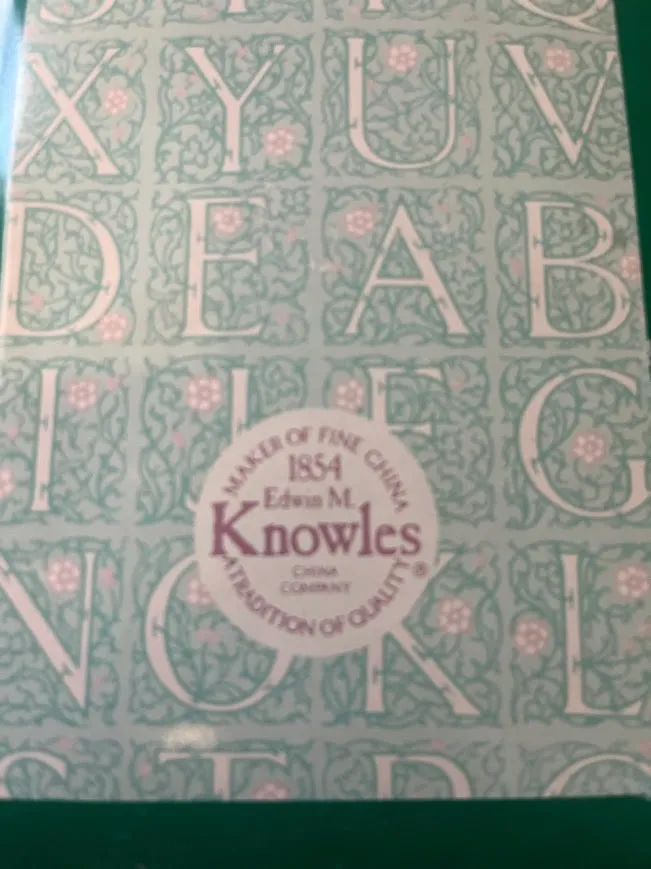 X Y U V
D E A B
I J F G
MAKER OF FINE CHINA
1854
Edwin M.
Knowles®
CHINA
COMPANY
A TRADITION OF QUALITY
N O K L
S T P